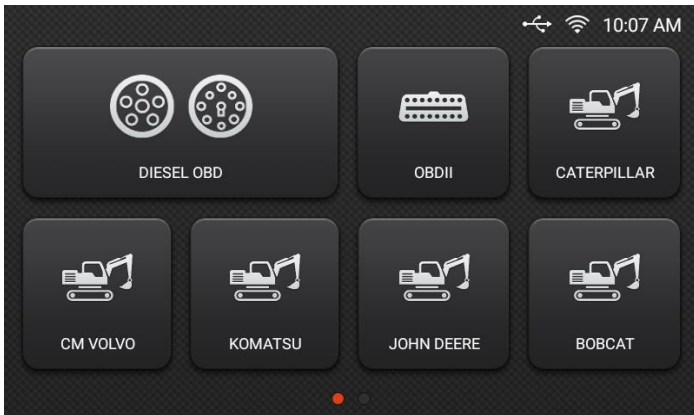 10:07 AM
DIESEL OBD
OBDII
CATERPILLAR
CM VOLVO
KOMATSU
JOHN DEERE
BOBCAT